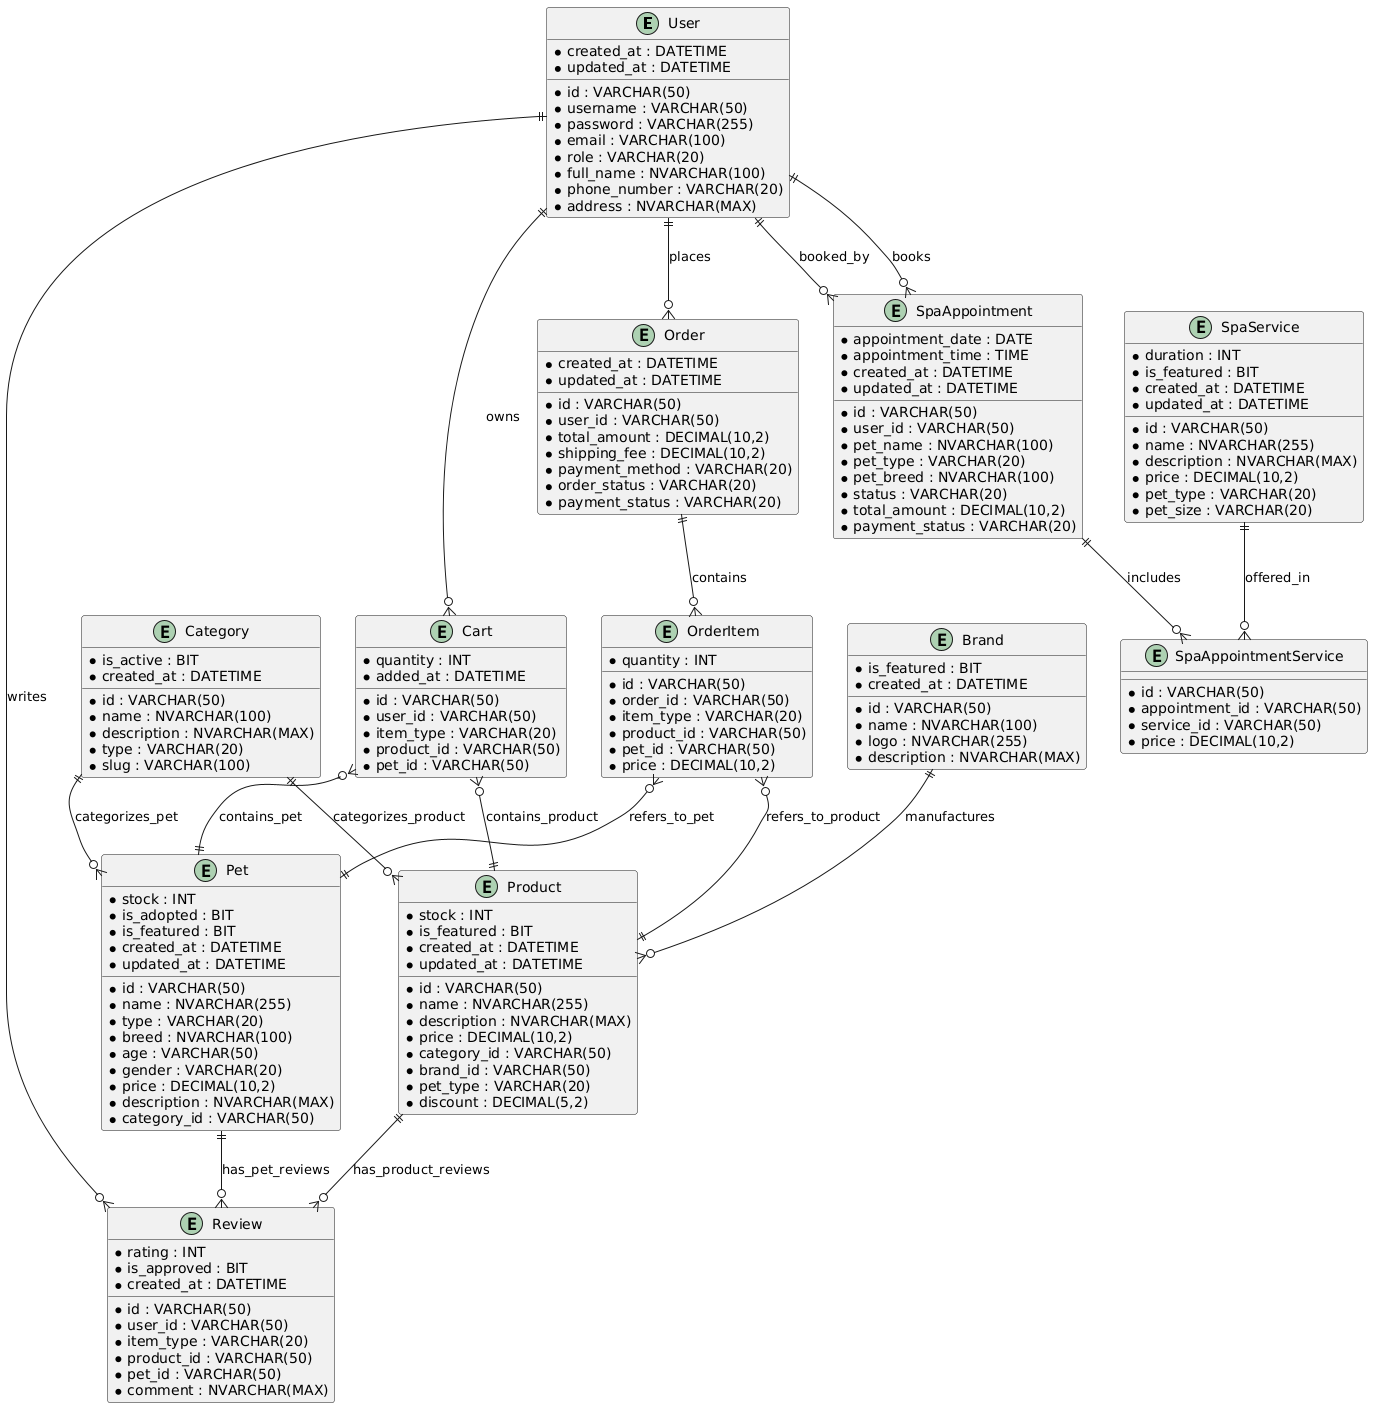 E User
* created_at : DATETIME
* updated_at : DATETIME
* id : VARCHAR(50)
* username : VARCHAR(50)
* password : VARCHAR(255)
* email : VARCHAR(100)
* role : VARCHAR(20)
* full_name : NVARCHAR(100)
* phone_number : VARCHAR(20)
* address : NVARCHAR(MAX)
places
booked_by
books
owns
E Order
* created_at : DATETIME
* updated_at : DATETIME
* id : VARCHAR(50)
* user_id : VARCHAR(50)
* total_amount : DECIMAL(10,2)
* shipping_fee : DECIMAL(10,2)
* payment_method : VARCHAR(20)
* order_status : VARCHAR(20)
* payment_status : VARCHAR(20)
E SpaAppointment
* appointment_date : DATE
* appointment_time : TIME
* created_at : DATETIME
* updated_at : DATETIME
* id : VARCHAR(50)
* user_id : VARCHAR(50)
* pet_name : NVARCHAR(100)
* pet_type : VARCHAR(20)
* pet_breed : NVARCHAR(100)
* status : VARCHAR(20)
* total_amount : DECIMAL(10,2)
* payment_status : VARCHAR(20)
E SpaService
* duration : INT
* is_featured : BIT
* created_at : DATETIME
* updated_at : DATETIME
* id : VARCHAR(50)
* name : NVARCHAR(255)
* description : NVARCHAR(MAX)
* price : DECIMAL(10,2)
* pet_type : VARCHAR(20)
* pet_size : VARCHAR(20)
contains
includes
offered_in
writes
E Category
* is_active : BIT
* created_at : DATETIME
* id : VARCHAR(50)
* name : NVARCHAR(100)
* description : NVARCHAR(MAX)
* type : VARCHAR(20)
* slug : VARCHAR(100)
E Cart
* quantity : INT
* added_at : DATETIME
* id : VARCHAR(50)
* user_id : VARCHAR(50)
* item_type : VARCHAR(20)
* product_id : VARCHAR(50)
* pet_id : VARCHAR(50)
E OrderItem
* quantity : INT
* id : VARCHAR(50)
* order_id : VARCHAR(50)
* item_type : VARCHAR(20)
* product_id : VARCHAR(50)
* pet_id : VARCHAR(50)
* price : DECIMAL(10,2)
E Brand
* is_featured : BIT
* created_at : DATETIME
* id : VARCHAR(50)
* name : NVARCHAR(100)
* logo : NVARCHAR(255)
* description : NVARCHAR(MAX)
E SpaAppointmentService
* id : VARCHAR(50)
* appointment_id : VARCHAR(50)
* service_id : VARCHAR(50)
* price : DECIMAL(10,2)
categorizes_pet
contains_pet
categorizes_product
contains_product
refers_to_pet
refers_to_product
manufactures
E Pet
* stock : INT
* is_adopted : BIT
* is_featured : BIT
* created_at : DATETIME
* updated_at : DATETIME
* id : VARCHAR(50)
* name : NVARCHAR(255)
* type : VARCHAR(20)
* breed : NVARCHAR(100)
* age : VARCHAR(50)
* gender : VARCHAR(20)
* price : DECIMAL(10,2)
* description : NVARCHAR(MAX)
* category_id : VARCHAR(50)
E Product
* stock : INT
* is_featured : BIT
* created_at : DATETIME
* updated_at : DATETIME
* id : VARCHAR(50)
* name : NVARCHAR(255)
* description : NVARCHAR(MAX)
* price : DECIMAL(10,2)
* category_id : VARCHAR(50)
* brand_id : VARCHAR(50)
* pet_type : VARCHAR(20)
* discount : DECIMAL(5,2)
has_pet_reviews
has_product_reviews
E Review
* rating : INT
* is_approved : BIT
* created_at : DATETIME
* id : VARCHAR(50)
* user_id : VARCHAR(50)
* item_type : VARCHAR(20)
* product_id : VARCHAR(50)
* pet_id : VARCHAR(50)
* comment : NVARCHAR(MAX)